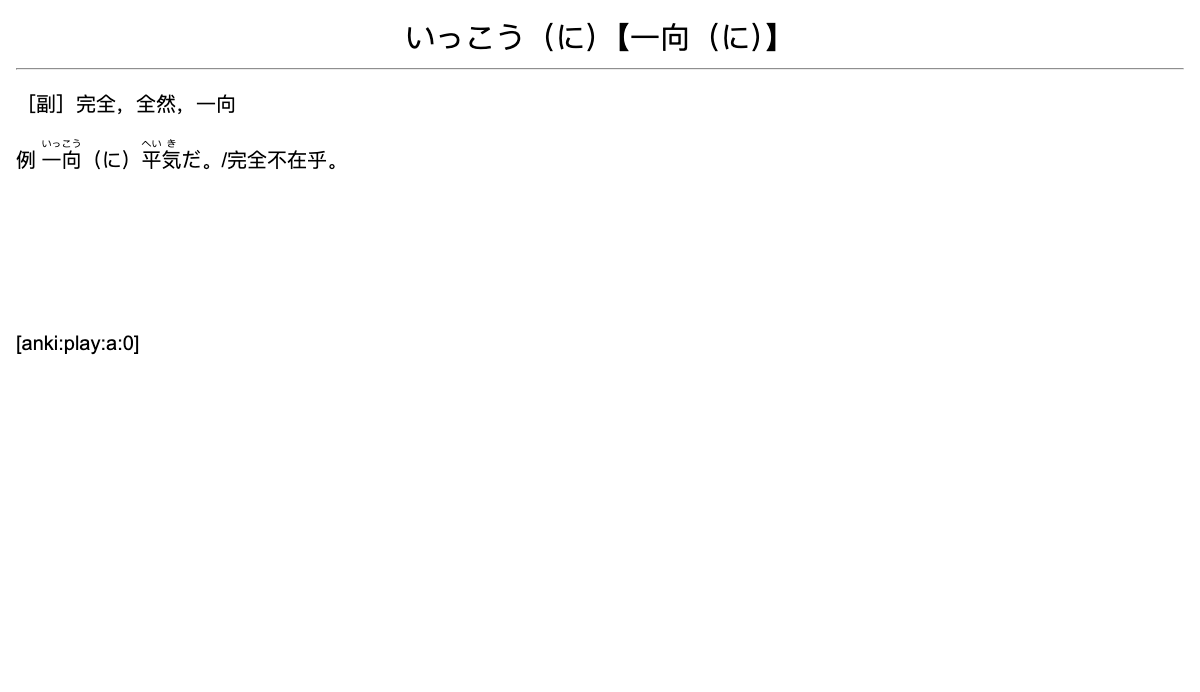 いっこう（に）【一向（に）】
［副］完全，全然，一向
いっこう へいき
例 一向（に）平気だ。/完全不在乎。
[anki:play:a:0]